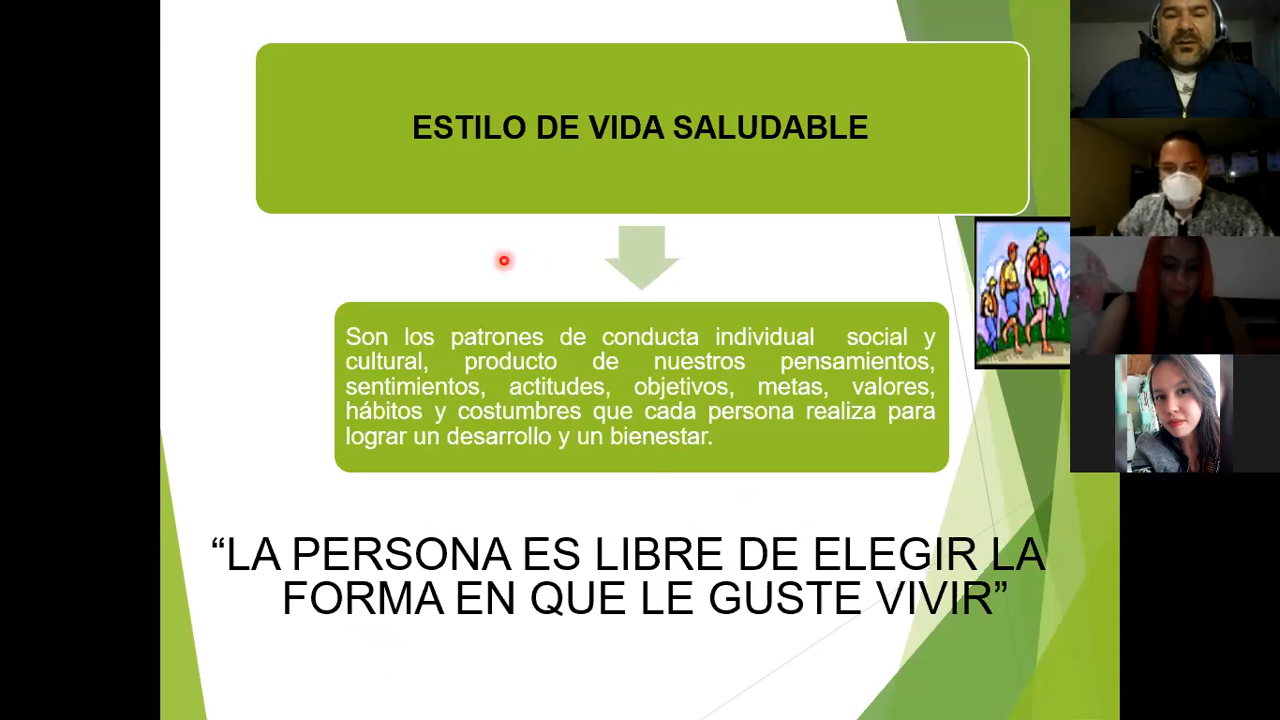 ESTILO DE VIDA SALUDABLE
Son los patrones de conducta individual social y
cultural, producto de nuestros pensamientos,
sentimientos, actitudes, objetivos, metas, valores,
hábitos y costumbres que cada persona realiza para
lograr un desarrollo y un bienestar.
“LA PERSONA ES LIBRE DE ELEGIR LA
FORMA EN QUE LE GUSTE VIVIR”